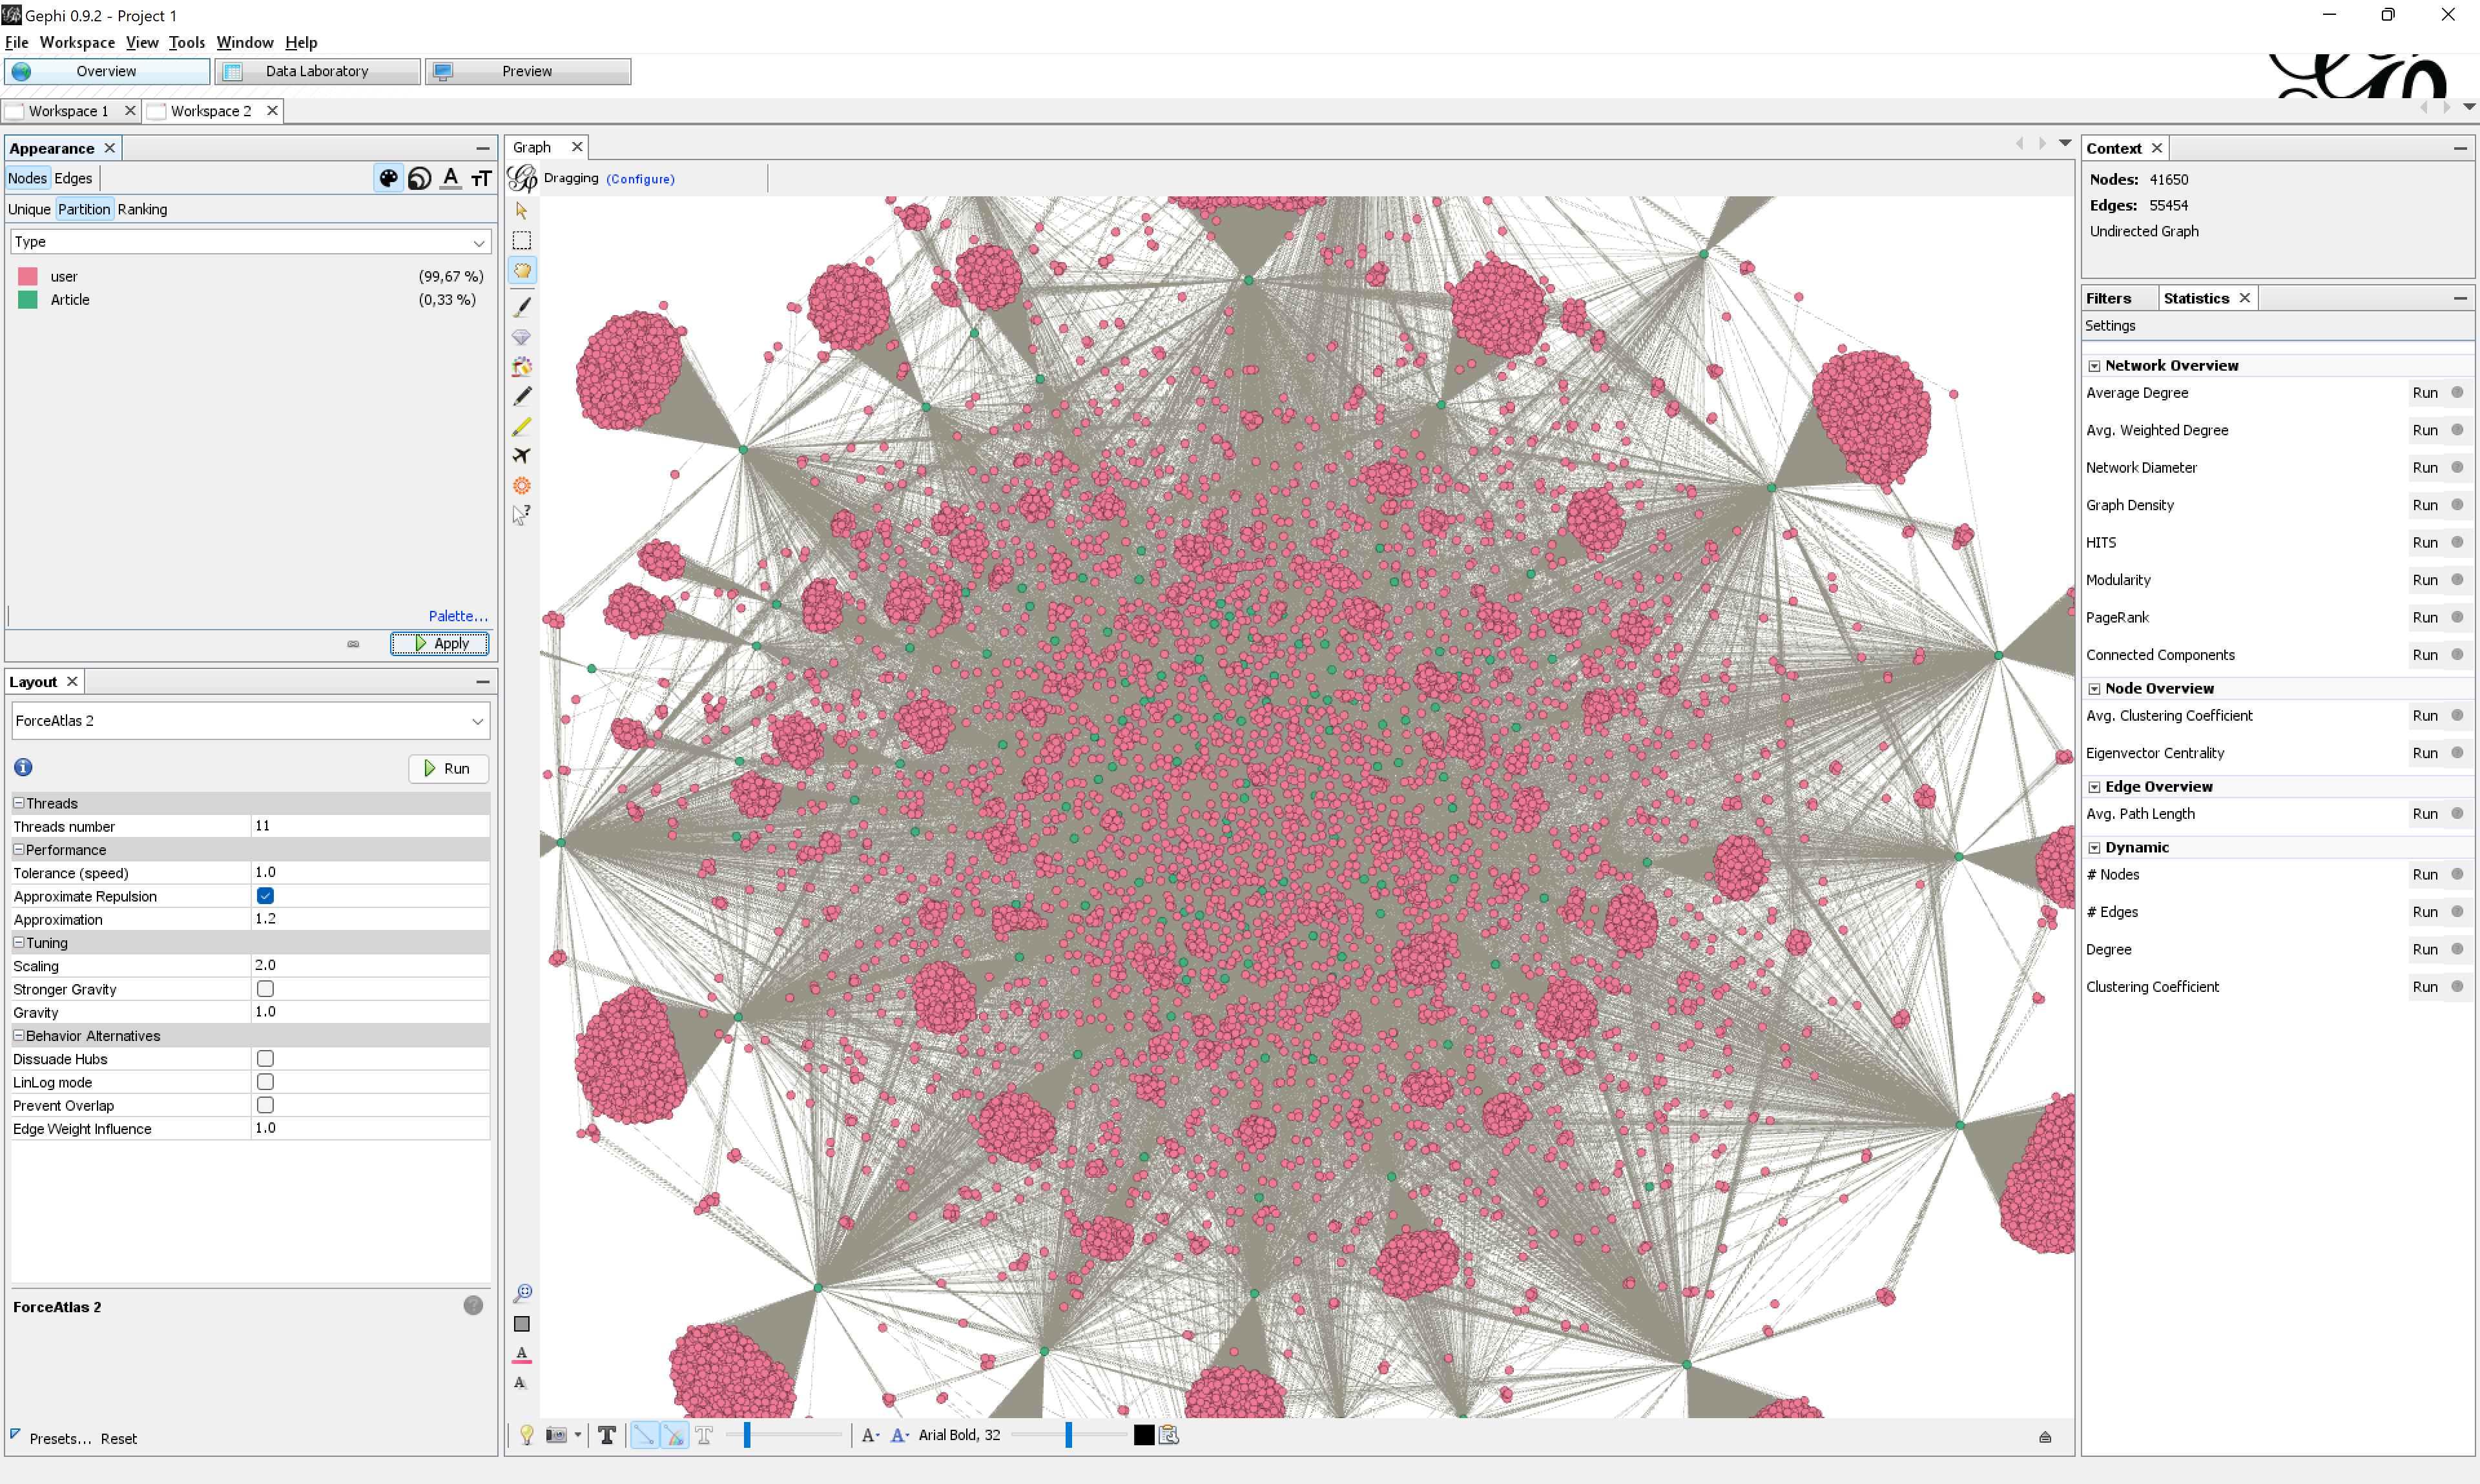 Gephi 0.9.2 - Project 1
File Workspace View Tools Window Help
Overview Data Laboratory Preview
Workspace 1 Workspace 2
Appearance
Nodes Edges
Unique Partition Ranking
Type
user (99,67 %)
Article (0,33 %)
Palette...
Apply
Layout
ForceAtlas 2
Run
Threads
Threads number 11
Performance
Tolerance (speed) 1.0
Approximate Repulsion
Approximation 1.2
Tuning
Scaling 2.0
Stronger Gravity
Gravity 1.0
Behavior Alternatives
Dissuade Hubs
LinLog mode
Prevent Overlap
Edge Weight Influence 1.0
ForceAtlas 2
Presets... Reset
Graph
Dragging (Configure)
Arial Bold, 32
Context
Nodes: 41650
Edges: 55454
Undirected Graph
Filters Statistics
Settings
Network Overview
Average Degree Run
Avg. Weighted Degree Run
Network Diameter Run
Graph Density Run
HITS Run
Modularity Run
PageRank Run
Connected Components Run
Node Overview
Avg. Clustering Coefficient Run
Eigenvector Centrality Run
Edge Overview
Avg. Path Length Run
Dynamic
# Nodes Run
# Edges Run
Degree Run
Clustering Coefficient Run